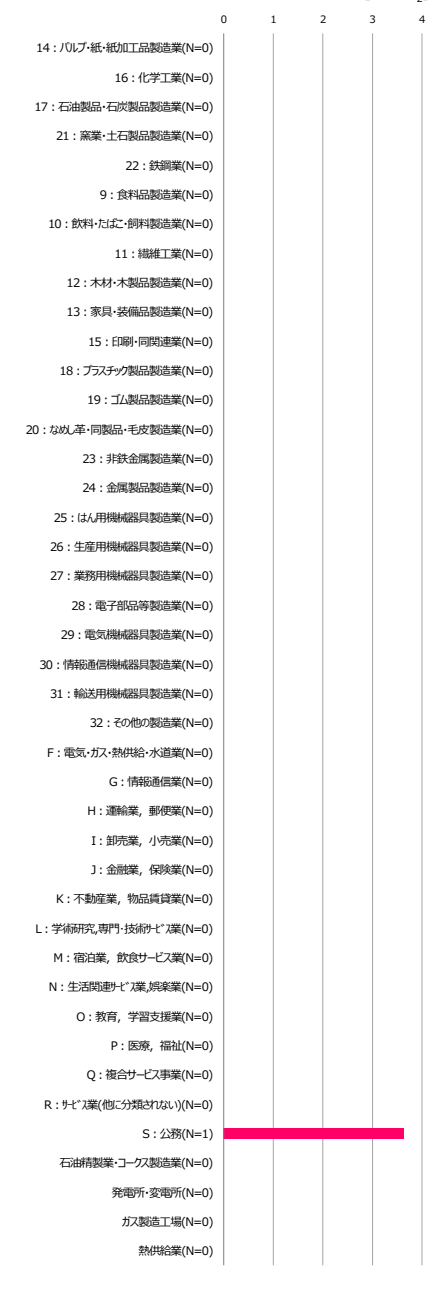 0 1 2 3 4
14 : パルプ・紙・紙加工品製造業(N=0)
16 : 化学工業(N=0)
17 : 石油製品・石炭製品製造業(N=0)
21 : 窯業・土石製品製造業(N=0)
22 : 鉄鋼業(N=0)
9 : 食料品製造業(N=0)
10 : 飲料・たばこ・飼料製造業(N=0)
11 : 繊維工業(N=0)
12 : 木材・木製品製造業(N=0)
13 : 家具・装備品製造業(N=0)
15 : 印刷・同関連業(N=0)
18 : プラスチック製品製造業(N=0)
19 : ゴム製品製造業(N=0)
20 : なめし革・同製品・毛皮製造業(N=0)
23 : 非鉄金属製造業(N=0)
24 : 金属製品製造業(N=0)
25 : はん用機械器具製造業(N=0)
26 : 生産用機械器具製造業(N=0)
27 : 業務用機械器具製造業(N=0)
28 : 電子部品等製造業(N=0)
29 : 電気機械器具製造業(N=0)
30 : 情報通信機械器具製造業(N=0)
31 : 輸送用機械器具製造業(N=0)
32 : その他の製造業(N=0)
F : 電気・ガス・熱供給・水道業(N=0)
G : 情報通信業(N=0)
H : 運輸業，郵便業(N=0)
I : 卸売業，小売業(N=0)
J : 金融業，保険業(N=0)
K : 不動産業，物品賃貸業(N=0)
L : 学術研究,専門・技術ｻｰﾋﾞｽ業(N=0)
M : 宿泊業，飲食サービス業(N=0)
N : 生活関連ｻｰﾋﾞｽ業,娯楽業(N=0)
O : 教育，学習支援業(N=0)
P : 医療，福祉(N=0)
Q : 複合サービス事業(N=0)
R : ｻｰﾋﾞｽ業(他に分類されない)(N=0)
S : 公務(N=1)
石油精製業・コークス製造業(N=0)
発電所・変電所(N=0)
ガス製造工場(N=0)
熱供給業(N=0)